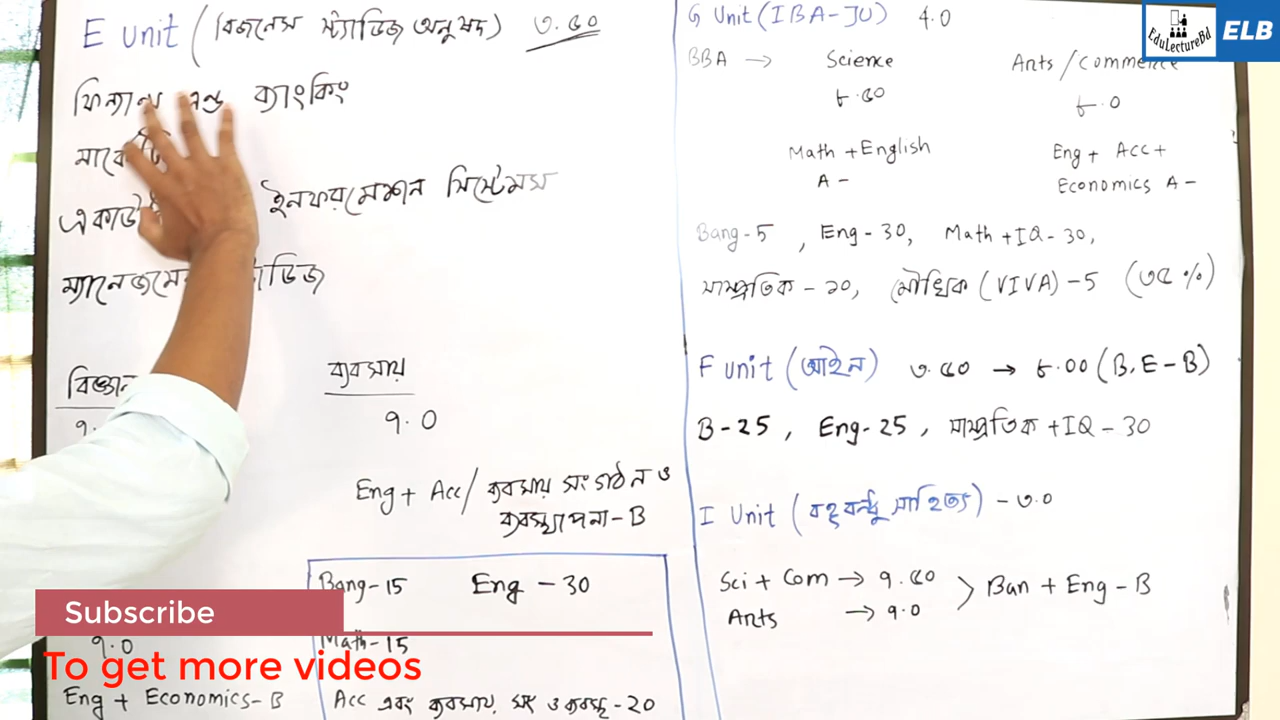 E Unit (বিজনেস স্ট্যাডিজ অনুষদ) ৩.৫০
ফিন্যান্স এন্ড ব্যাংকিং
ইনফরমেশন সিস্টেমস
বিজ্ঞান
ব্যবসায়
৭.০
Eng + Acc / ব্যবসায় সংগঠন ও
ব্যবস্থাপনা - B
Bang-15 Eng - 30
Math-15
Acc এবং ব্যবসায় সং ও ব্যবস্থ - 20
৭.০
Eng + Economics-B
G Unit (IBA-JU) 4.0
BBA → Science Arts / Commerce
৮.৫০ ৮.০
Math + English Eng + Acc +
A - Economics A -
Bang-5, Eng-30, Math + IQ - 30,
সাম্প্রতিক - ১০, মৌখিক (VIVA) - 5 (৩৫%)
F unit (আইন) ৩.৫০ → ৮.০০ (B, E - B)
B-25, Eng-25, সাম্প্রতিক + IQ - 30
I Unit (বঙ্গবন্ধু সাহিত্য) - ৩.০
Sci + Com → ৭.৫০ > Ban + Eng - B
Arts → ৭.০
EduLectureBd ELB
Subscribe
To get more videos